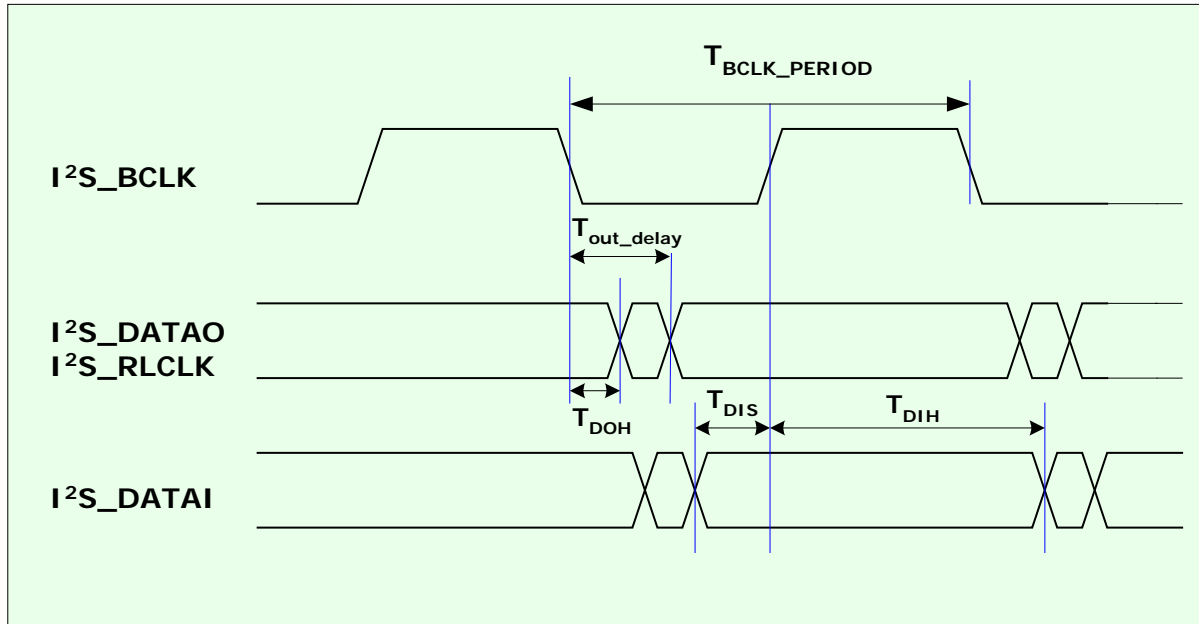 T_BCLK_PERIOD
I²S_BCLK
T_out_delay
I²S_DATAO
I²S_RLCLK
T_DOH
T_DIS
T_DIH
I²S_DATAI